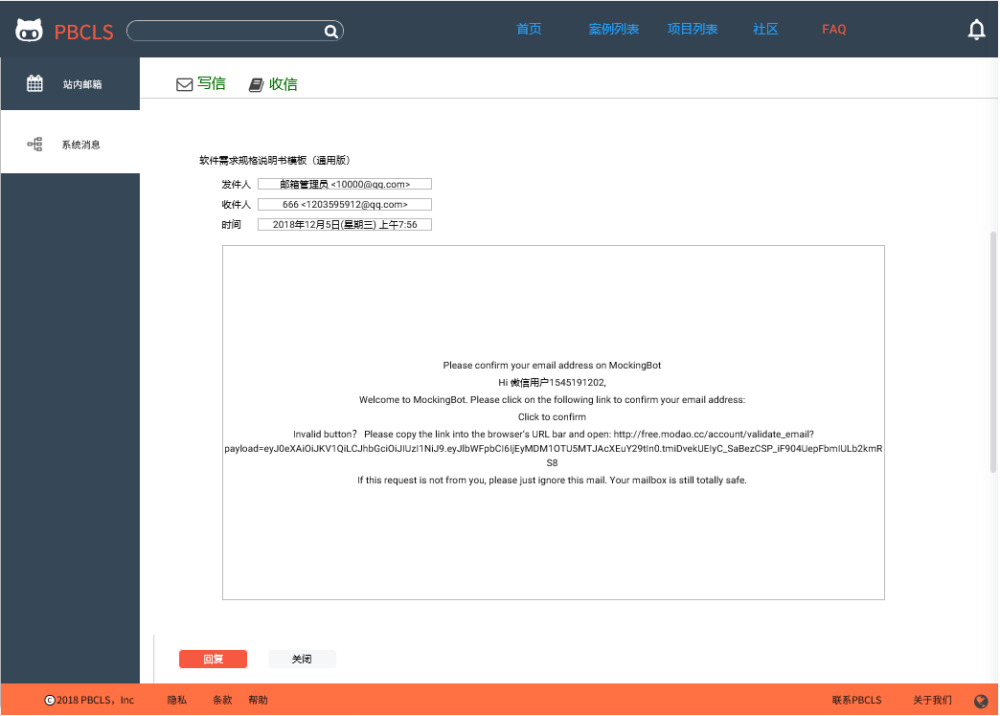 PBCLS
首页 案例列表 项目列表 社区 FAQ
站内邮箱
写信 收信
系统消息
软件需求规格说明书模板（通用版）
发件人 邮箱管理员 <10000@qq.com>
收件人 666 <1203595912@qq.com>
时间 2018年12月5日(星期三) 上午7:56
Please confirm your email address on MockingBot
Hi 微信用户1545191202,
Welcome to MockingBot. Please click on the following link to confirm your email address:
Click to confirm
Invalid button? Please copy the link into the browser's URL bar and open: http://free.modao.cc/account/validate_email?
payload=eyJ0eXAiOiJKV1QiLCJhbGciOiJIUzI1NiJ9.eyJlbWFpbCI6IjEyMDM1OTU5MTJAcXEuY29tIn0.tmiDvekUEIyC_SaBezCSP_iF904UepFbmIULb2kmR
S8
If this request is not from you, please just ignore this mail. Your mailbox is still totally safe.
回复 关闭
©2018 PBCLS，Inc 隐私 条款 帮助 联系PBCLS 关于我们